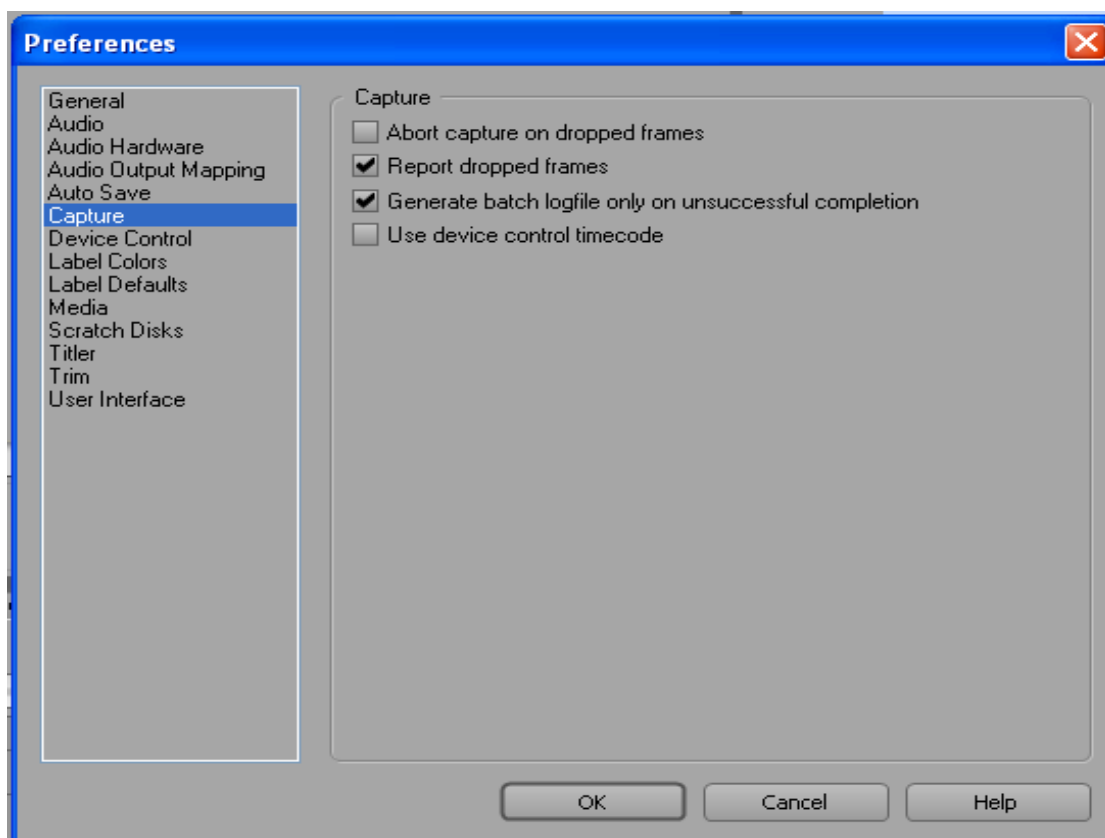 Preferences
General
Audio
Audio Hardware
Audio Output Mapping
Auto Save
Capture
Device Control
Label Colors
Label Defaults
Media
Scratch Disks
Titler
Trim
User Interface
Capture
Abort capture on dropped frames
Report dropped frames
Generate batch logfile only on unsuccessful completion
Use device control timecode
OK
Cancel
Help